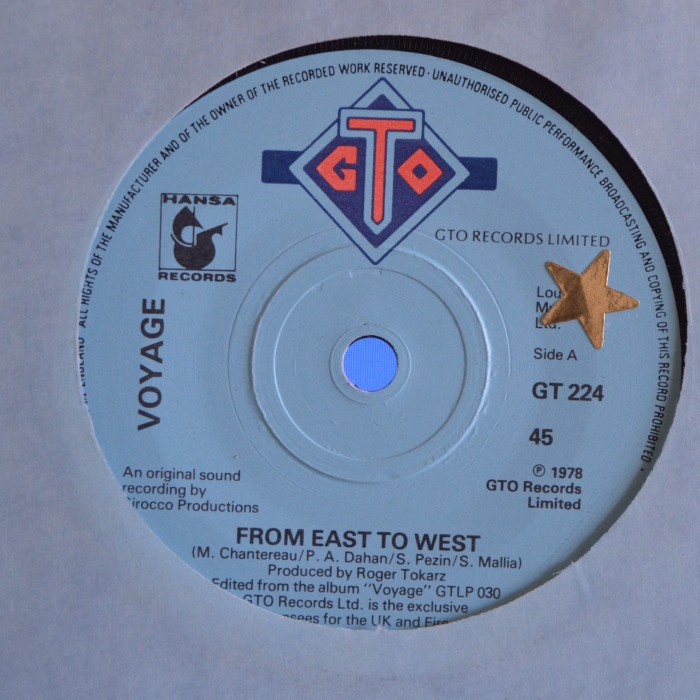 ENGLAND ALL RIGHTS OF THE MANUFACTURER AND OF THE OWNER OF THE RECORDED WORK RESERVED · UNAUTHORISED PUBLIC PERFORMANCE BROADCASTING AND COPYING OF THIS RECORD PROHIBITED ·
GTO
HANSA
RECORDS
GTO RECORDS LIMITED
VOYAGE
Side A
GT 224
45
℗ 1978
GTO Records
Limited
An original sound
recording by
Productions
FROM EAST TO WEST
(M. Chantereau/P. A. Dahan/S. Pezin/S. Mallia)
Produced by Roger Tokarz
Edited from the album "Voyage" GTLP 030
GTO Records Ltd. is the exclusive
for the UK and